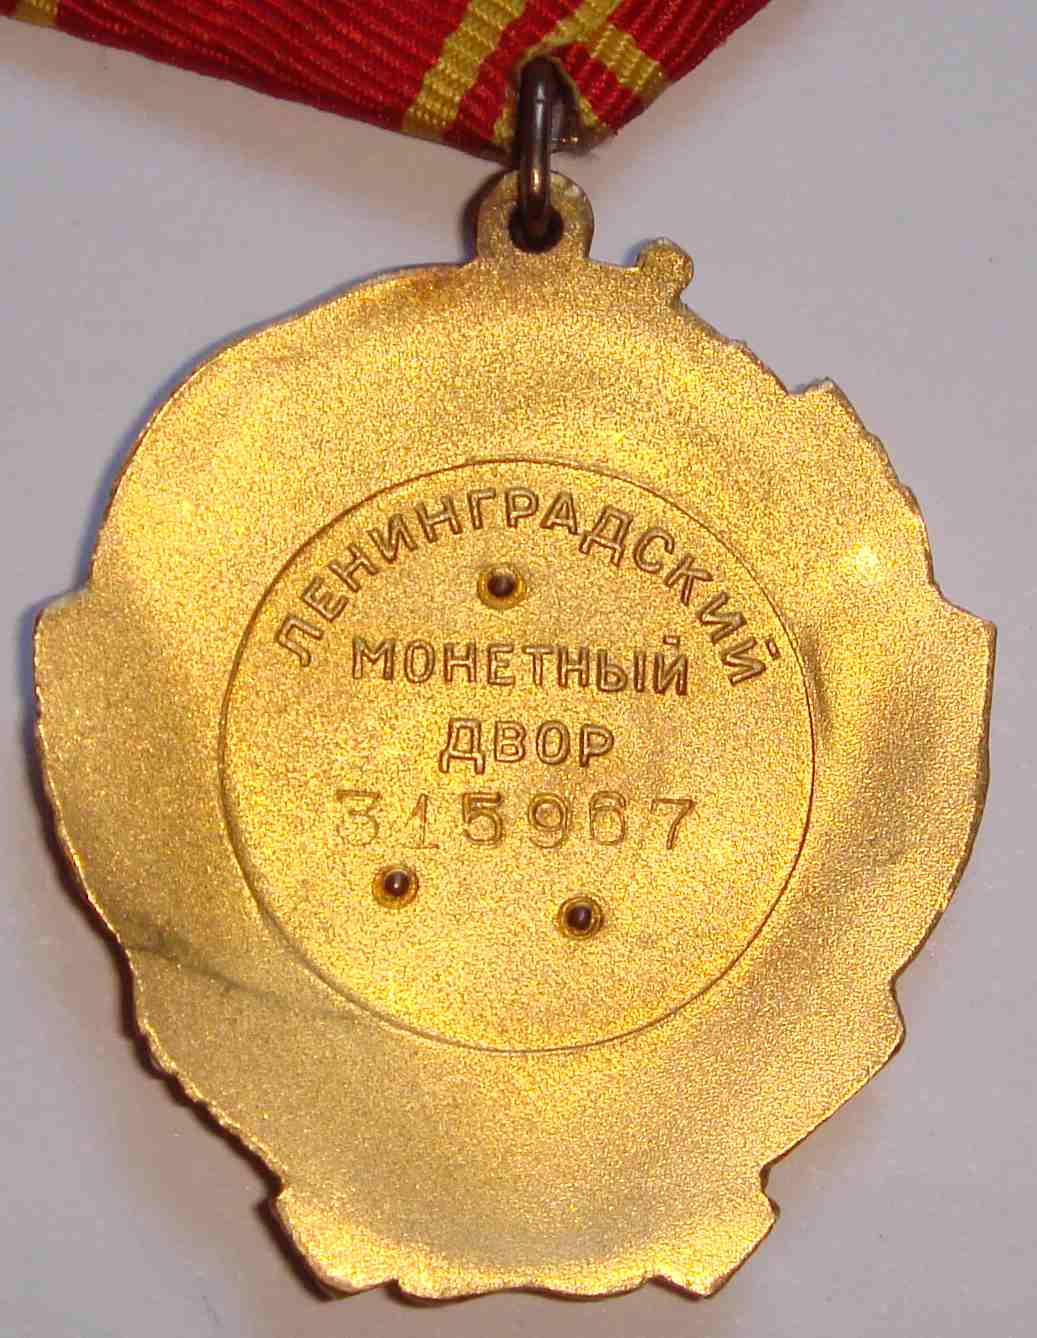 ЛЕНИНГРАДСКИЙ
МОНЕТНЫЙ
ДВОР
315967